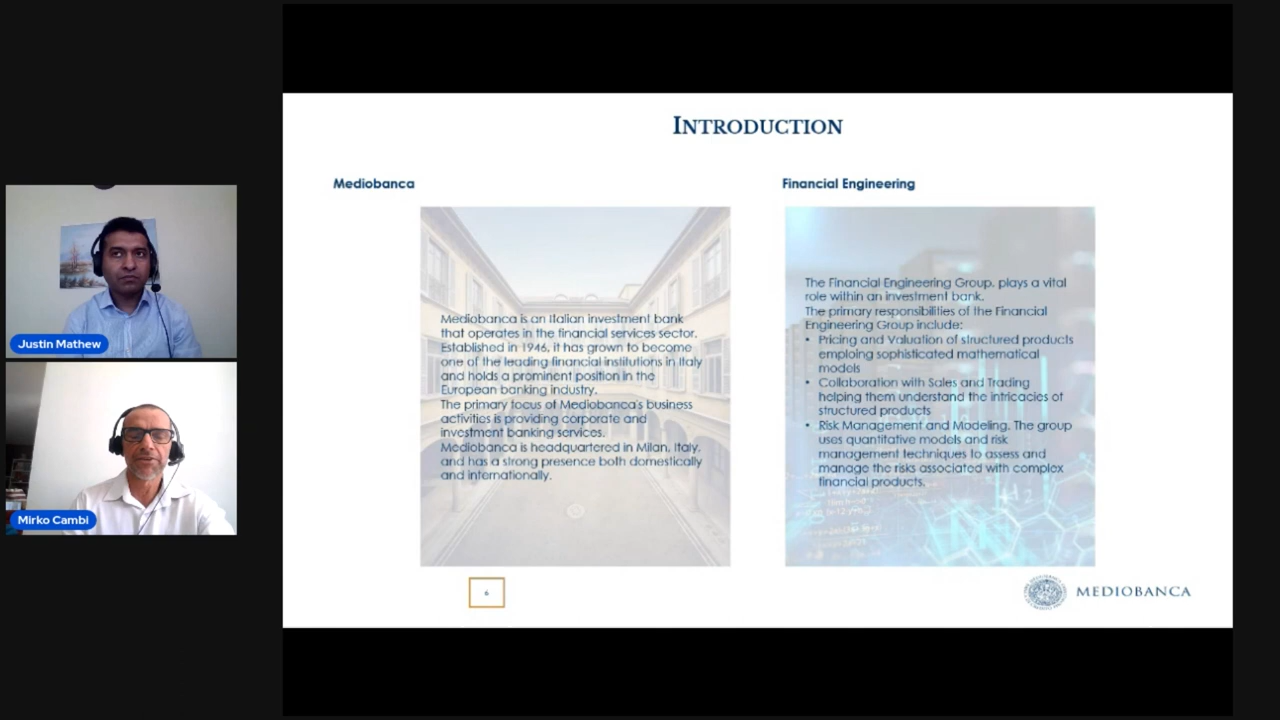 INTRODUCTION
Mediobanca
Mediobanca is an Italian investment bank
that operates in the financial services sector.
Established in 1946, it has grown to become
one of the leading financial institutions in Italy
and holds a prominent position in the
European banking industry.
The primary focus of Mediobanca's business
activities is providing corporate and
investment banking services.
Mediobanca is headquartered in Milan, Italy,
and has a strong presence both domestically
and internationally.
Financial Engineering
The Financial Engineering Group, plays a vital
role within an investment bank.
The primary responsibilities of the Financial
Engineering Group include:
• Pricing and Valuation of structured products
emploing sophisticated mathematical
models
• Collaboration with Sales and Trading
helping them understand the intricacies of
structured products
• Risk Management and Modeling. The group
uses quantitative models and risk
management techniques to assess and
manage the risks associated with complex
financial products.
6
MEDIOBANCA
Justin Mathew
Mirko Cambi